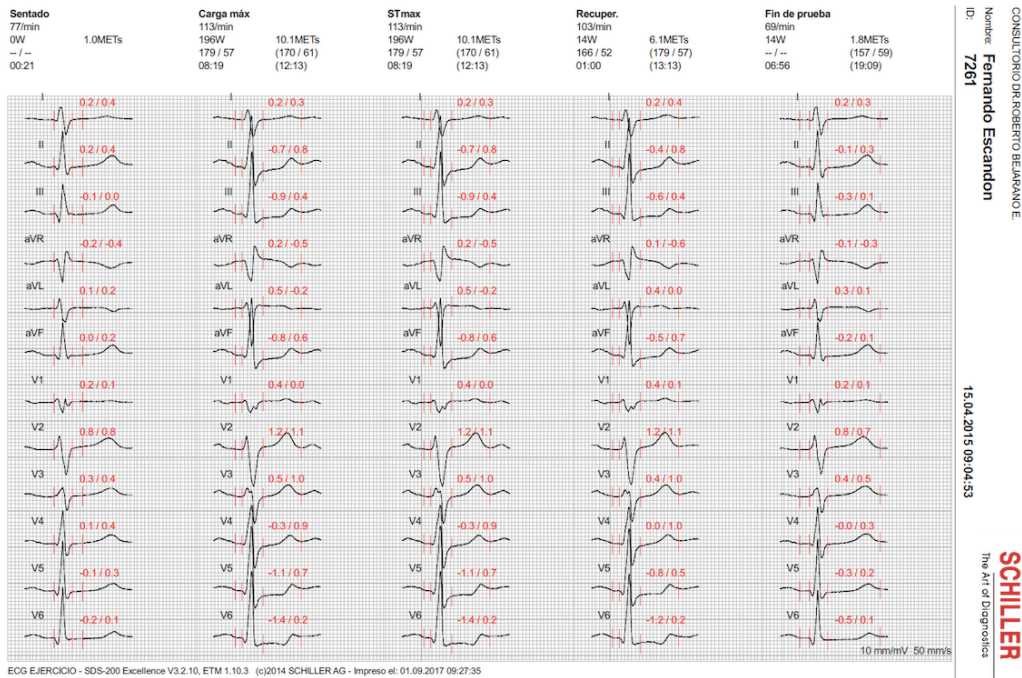 Sentado Carga máx STmax Recuper. Fin de prueba
77/min 113/min 113/min 103/min 69/min
0W 1.0METs 196W 10.1METs 196W 10.1METs 14W 6.1METs 14W 1.8METs
-- / -- 179 / 57 (170 / 61) 179 / 57 (170 / 61) 166 / 52 (179 / 57) -- / -- (157 / 59)
00:21 08:19 (12:13) 08:19 (12:13) 01:00 (13:13) 06:56 (19:09)
I 0.2 / 0.4 I 0.2 / 0.3 I 0.2 / 0.3 I 0.2 / 0.4 I 0.2 / 0.3
II 0.2 / 0.4 II -0.7 / 0.8 II -0.7 / 0.8 II -0.4 / 0.8 II -0.1 / 0.3
III -0.1 / 0.0 III -0.9 / 0.4 III -0.9 / 0.4 III -0.6 / 0.4 III -0.3 / 0.1
aVR -0.2 / -0.4 aVR 0.2 / -0.5 aVR 0.2 / -0.5 aVR 0.1 / -0.6 aVR -0.1 / -0.3
aVL 0.1 / 0.2 aVL 0.5 / -0.2 aVL 0.5 / -0.2 aVL 0.4 / 0.0 aVL 0.3 / 0.1
aVF 0.0 / 0.2 aVF -0.8 / 0.6 aVF -0.8 / 0.6 aVF -0.5 / 0.7 aVF -0.2 / 0.1
V1 0.2 / 0.1 V1 0.4 / 0.0 V1 0.4 / 0.0 V1 0.4 / 0.1 V1 0.2 / 0.1
V2 0.8 / 0.8 V2 1.2 / 1.1 V2 1.2 / 1.1 V2 1.2 / 1.1 V2 0.8 / 0.7
V3 0.3 / 0.4 V3 0.5 / 1.0 V3 0.5 / 1.0 V3 0.4 / 1.0 V3 0.4 / 0.5
V4 0.1 / 0.4 V4 -0.3 / 0.9 V4 -0.3 / 0.9 V4 0.0 / 1.0 V4 -0.0 / 0.3
V5 -0.1 / 0.3 V5 -1.1 / 0.7 V5 -1.1 / 0.7 V5 -0.8 / 0.5 V5 -0.3 / 0.2
V6 -0.2 / 0.1 V6 -1.4 / 0.2 V6 -1.4 / 0.2 V6 -1.2 / 0.2 V6 -0.5 / 0.1
10 mm/mV 50 mm/s
ECG EJERCICIO - SDS-200 Excellence V3.2.10, ETM 1.10.3 (c)2014 SCHILLER AG - Impreso el: 01.09.2017 09:27:35
CONSULTORIO DR.ROBERTO BEJARANO E.
Nombre: Fernando Escandon
ID: 7261
15.04.2015 09:04:53
SCHILLER
The Art of Diagnostics